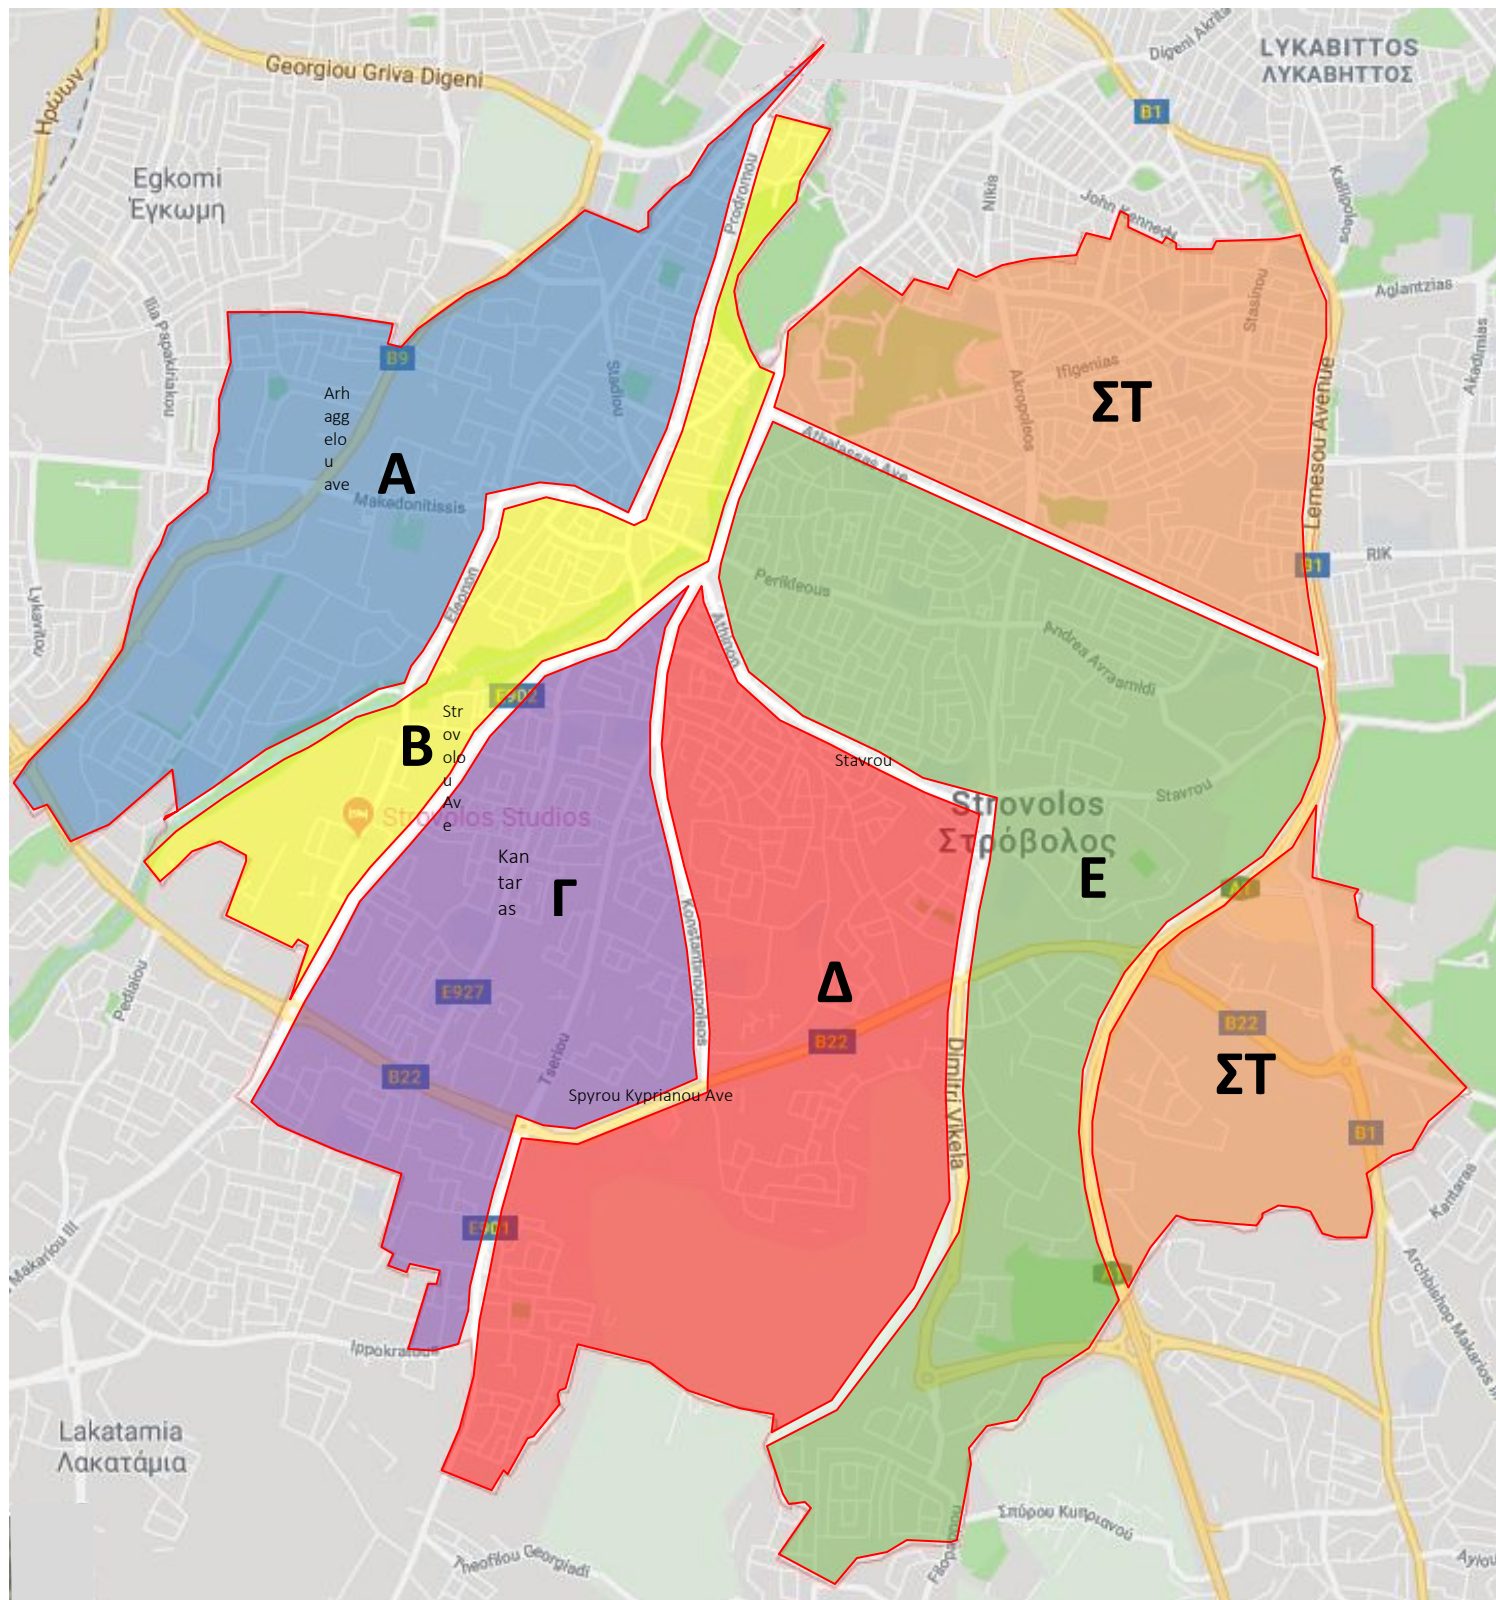 LYKABITTOS
ΛΥΚΑΒΗΤΤΟΣ
Digeni Akrita
Georgiou Griva Digeni
Ηρώων
B1
Egkomi
Έγκωμη
Prodromou
Nikis
John Kennedy
Kallipoleos
Aglantzias
Stasinou
Ilia Papakyriakou
B9
Stadiou
Ifigenias
Akropoleos
Akadimias
Arh
agg
elo
u
ave
A
ΣΤ
Lemesou Avenue
Athalassas Ave
Makedonitissis
RIK
B1
Perikleous
Eleonon
Lykavitou
Athinon
Andrea Avraamidi
E902
Str
ov
olo
u
Av
e
B
Stavrou
Stavrou
Strovolos Studios
Strovolos
Στρόβολος
Kan
tar
as
Γ
E
A1
Konstantinoupoleos
Pediaiou
E927
Δ
B22
B22
Tseriou
B22
ΣΤ
Spyrou Kyprianou Ave
Dimitri Vikela
B1
Kantaras
E901
Makariou III
A1
Archbishop Makarios III
Ippokratous
Lakatamia
Λακατάμια
Σπύρου Κυπριανού
Filoparpou
Theofilou Georgiadi
Ayiou